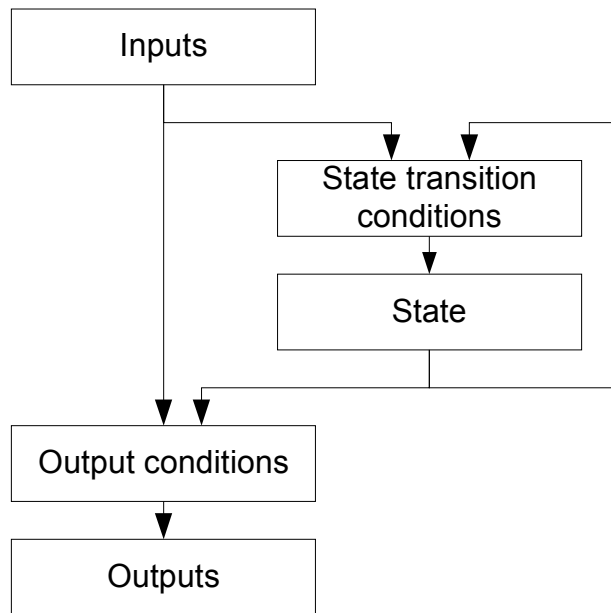 Inputs
State transition
conditions
State
Output conditions
Outputs